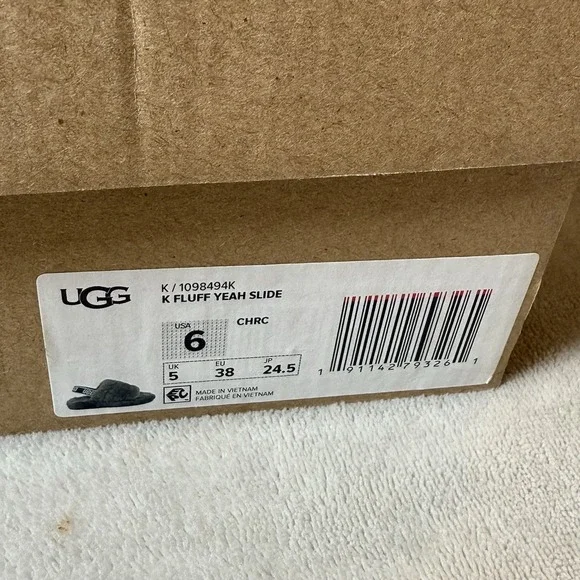 UGG
K / 1098494K
K FLUFF YEAH SLIDE
USA
6
CHRC
UK
5
EU
38
JP
24.5
MADE IN VIETNAM
FABRIQUÉ EN VIETNAM
1 91142 79326 1